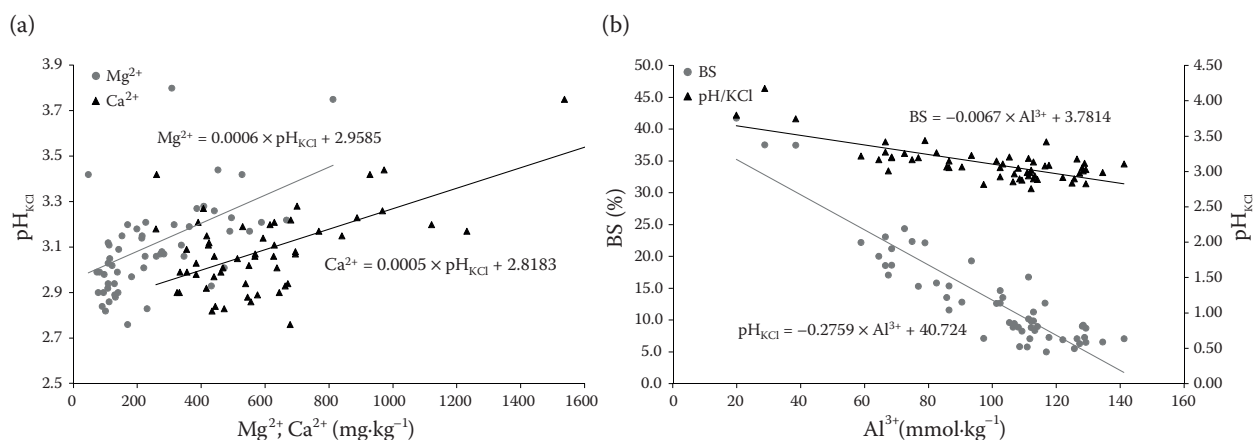 (a)
3.9
3.7
3.5
3.3
3.1
2.9
2.7
2.5
pH_KCl
Mg²⁺
Ca²⁺
Mg²⁺ = 0.0006 × pH_KCl + 2.9585
Ca²⁺ = 0.0005 × pH_KCl + 2.8183
0 200 400 600 800 1000 1200 1400 1600
Mg²⁺; Ca²⁺ (mg·kg⁻¹)
(b)
50.0
45.0
40.0
35.0
30.0
25.0
20.0
15.0
10.0
5.0
0.0
BS (%)
BS
pH/KCl
BS = −0.0067 × Al³⁺ + 3.7814
pH_KCl = −0.2759 × Al³⁺ + 40.724
4.50
4.00
3.50
3.00
2.50
2.00
1.50
1.00
0.50
0.00
pH_KCl
0 20 40 60 80 100 120 140 160
Al³⁺(mmol·kg⁻¹)